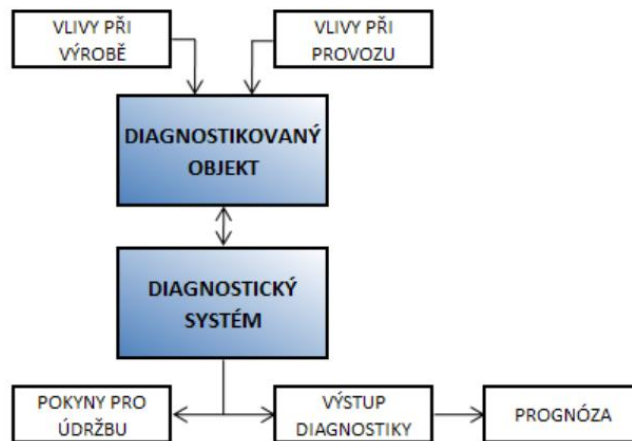 VLIVY PŘI
VÝROBĚ
VLIVY PŘI
PROVOZU
DIAGNOSTIKOVANÝ
OBJEKT
DIAGNOSTICKÝ
SYSTÉM
POKYNY PRO
ÚDRŽBU
VÝSTUP
DIAGNOSTIKY
PROGNÓZA